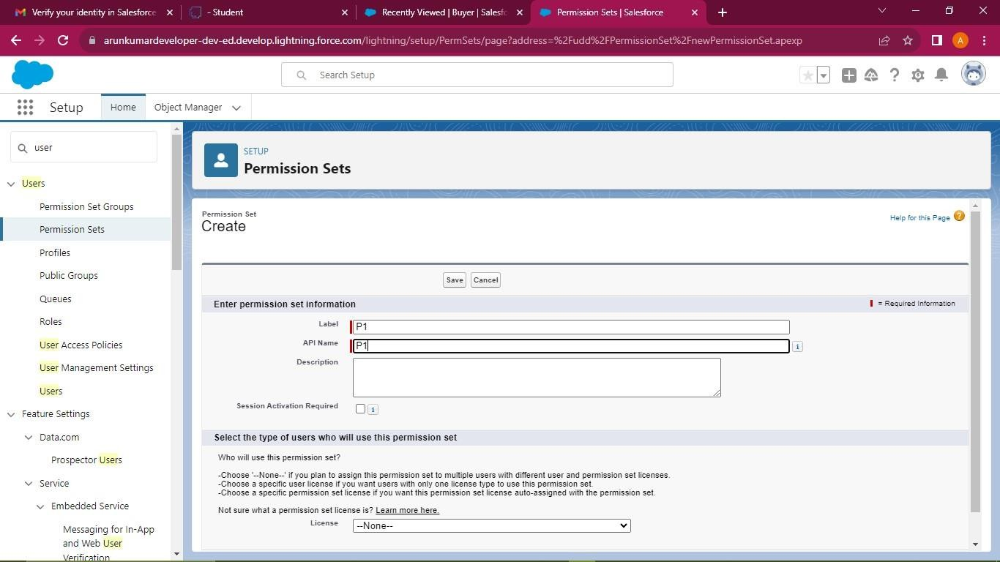 Verify your identity in Salesforce
- Student
Recently Viewed | Buyer | Salesf
Permission Sets | Salesforce
arunkumardeveloper-dev-ed.develop.lightning.force.com/lightning/setup/PermSets/page?address=%2Fudd%2FPermissionSet%2FnewPermissionSet.apexp
A
Search Setup
Setup
Home
Object Manager
user
Users
Permission Set Groups
Permission Sets
Profiles
Public Groups
Queues
Roles
User Access Policies
User Management Settings
Users
Feature Settings
Data.com
Prospector Users
Service
Embedded Service
Messaging for In-App
and Web User
Verification
SETUP
Permission Sets
Permission Set
Create
Help for this Page ?
Save Cancel
Enter permission set information
= Required Information
Label P1
API Name P1
i
Description
Session Activation Required
i
Select the type of users who will use this permission set
Who will use this permission set?
-Choose '--None--' if you plan to assign this permission set to multiple users with different user and permission set licenses.
-Choose a specific user license if you want users with only one license type to use this permission set.
-Choose a specific permission set license if you want this permission set license auto-assigned with the permission set.
Not sure what a permission set license is? Learn more here.
License --None--